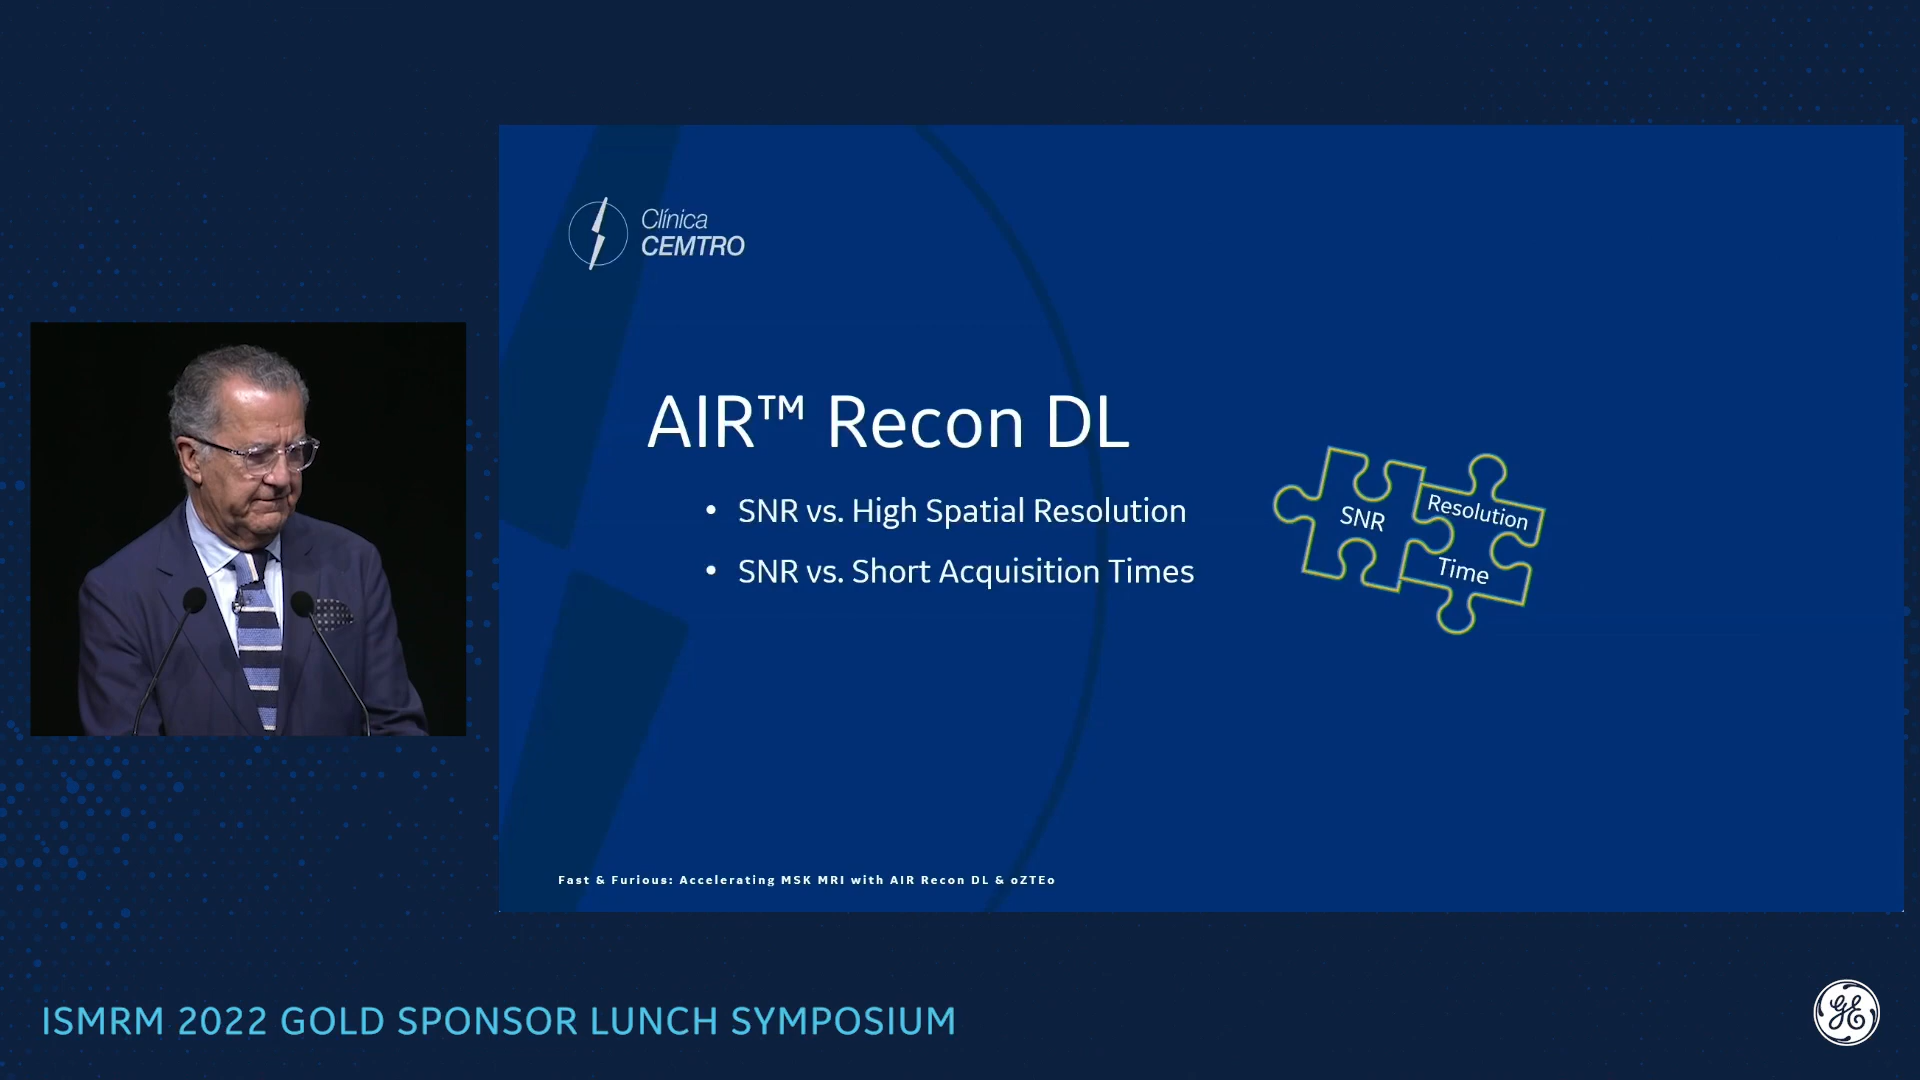 Clínica
CEMTRO
AIR™ Recon DL
• SNR vs. High Spatial Resolution
• SNR vs. Short Acquisition Times
SNR
Resolution
Time
Fast & Furious: Accelerating MSK MRI with AIR Recon DL & oZTEo
ISMRM 2022 GOLD SPONSOR LUNCH SYMPOSIUM
GE